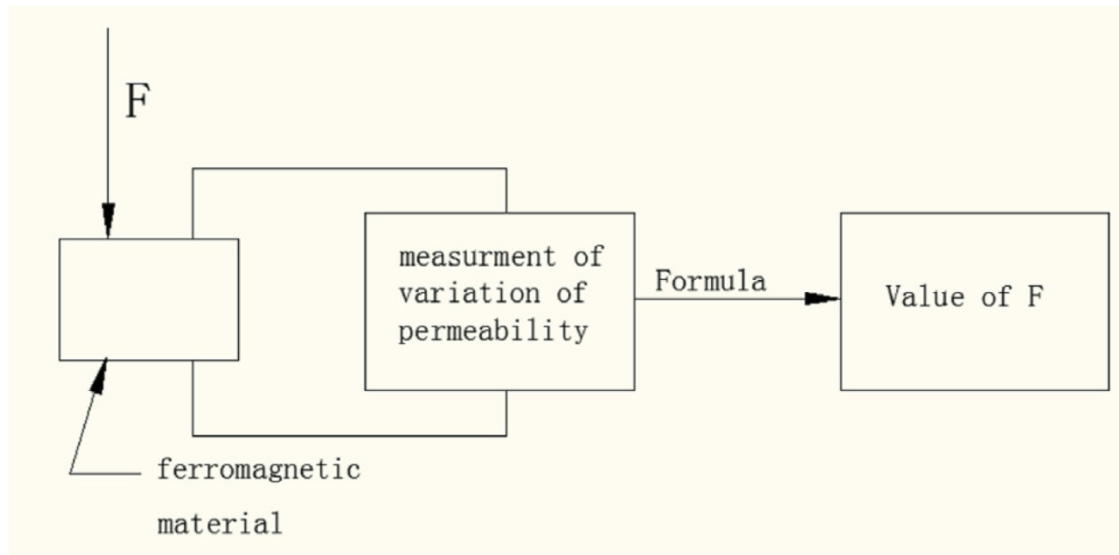 F
measurment of
variation of
permeability
Formula
Value of F
ferromagnetic
material